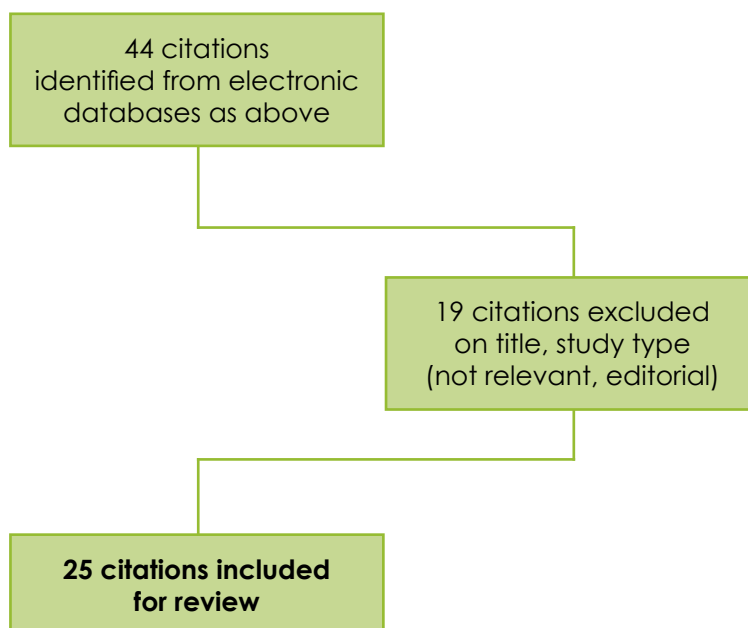 44 citations
identified from electronic
databases as above
19 citations excluded
on title, study type
(not relevant, editorial)
25 citations included
for review